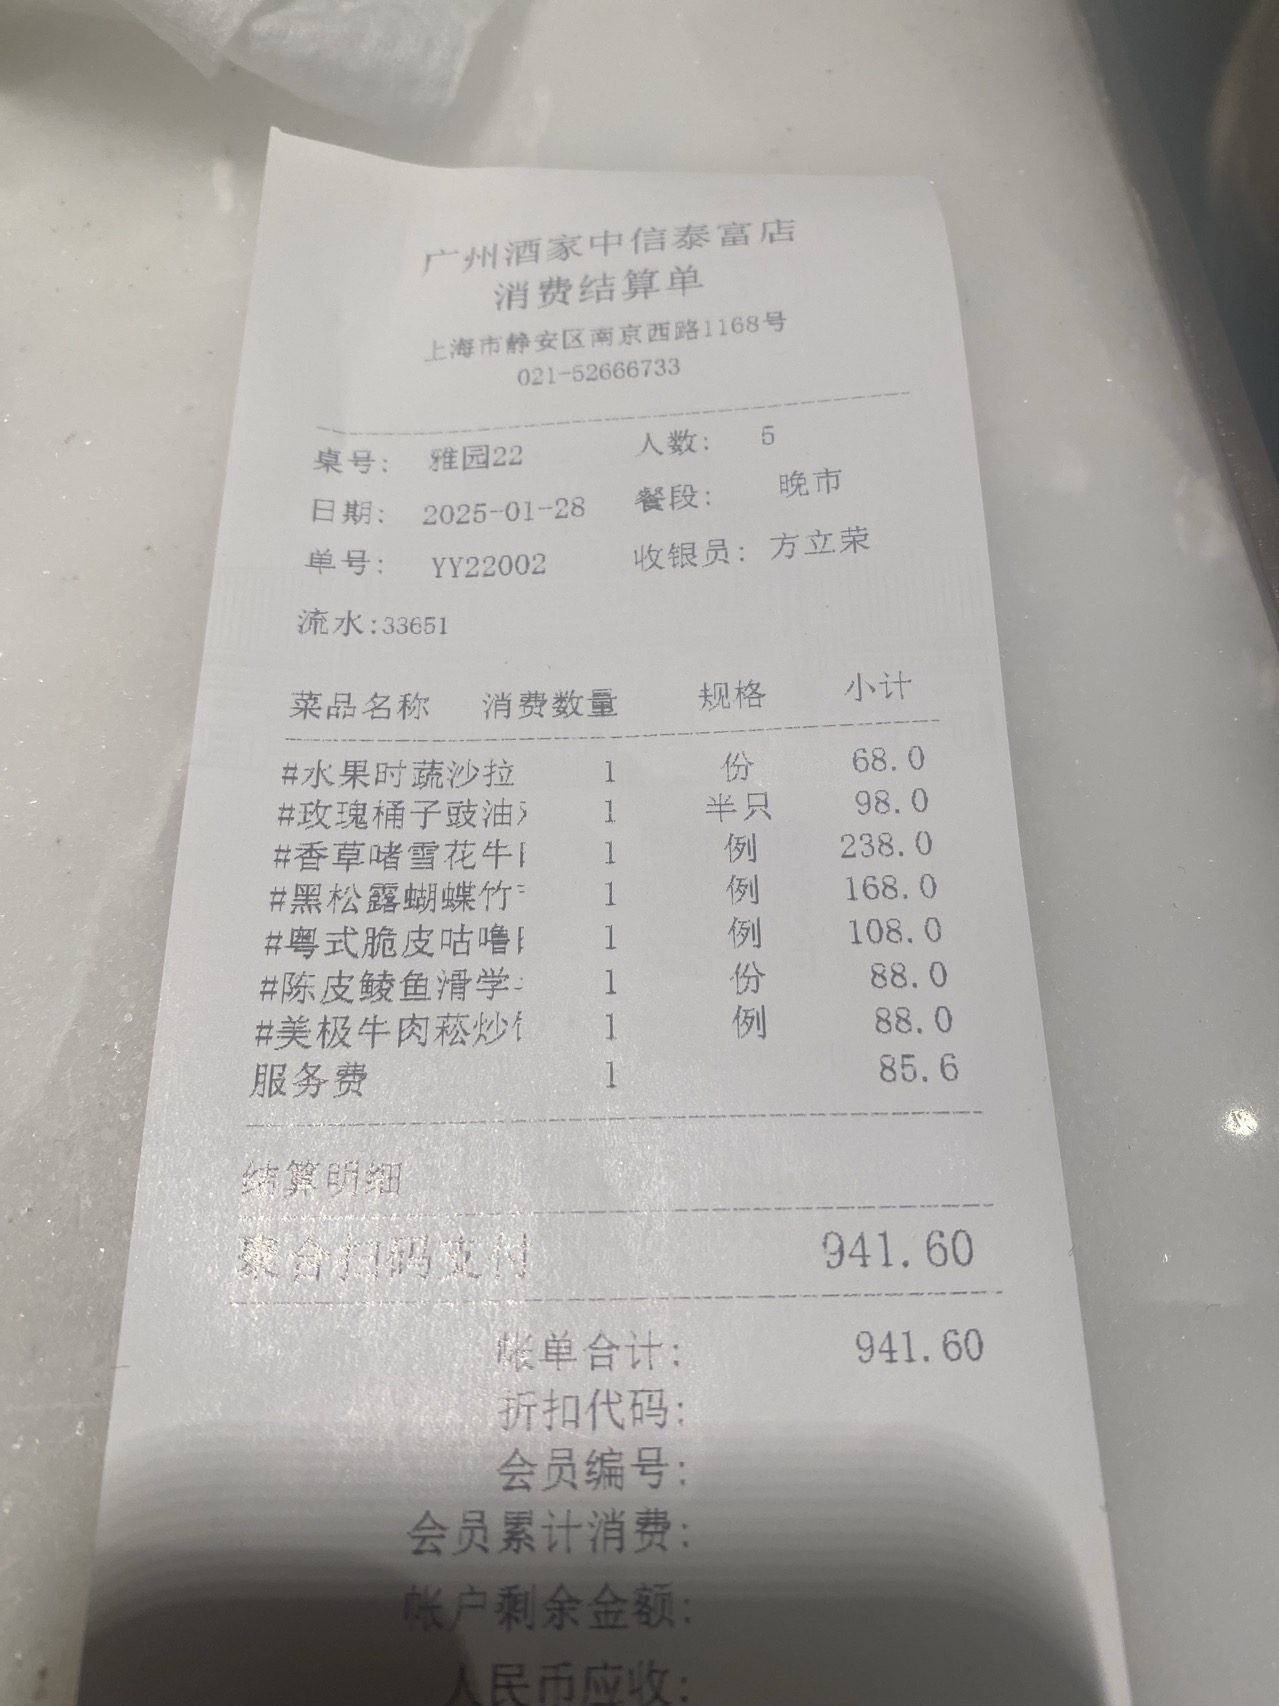 广州酒家中信泰富店
消费结算单
上海市静安区南京西路1168号
021-52666733
桌号: 雅园22 人数: 5
日期: 2025-01-28 餐段: 晚市
单号: YY22002 收银员: 方立荣
流水:33651
菜品名称 消费数量 规格 小计
#水果时蔬沙拉 1 份 68.0
#玫瑰桶子豉油 1 半只 98.0
#香草啫雪花牛 1 例 238.0
#黑松露蝴蝶竹 1 例 168.0
#粤式脆皮咕噜 1 例 108.0
#陈皮鲮鱼滑学 1 份 88.0
#美极牛肉菘炒 1 例 88.0
服务费 1 85.6
结算明细
聚合扫码支付 941.60
帐单合计: 941.60
折扣代码:
会员编号:
会员累计消费:
帐户剩余金额:
人民币应收: